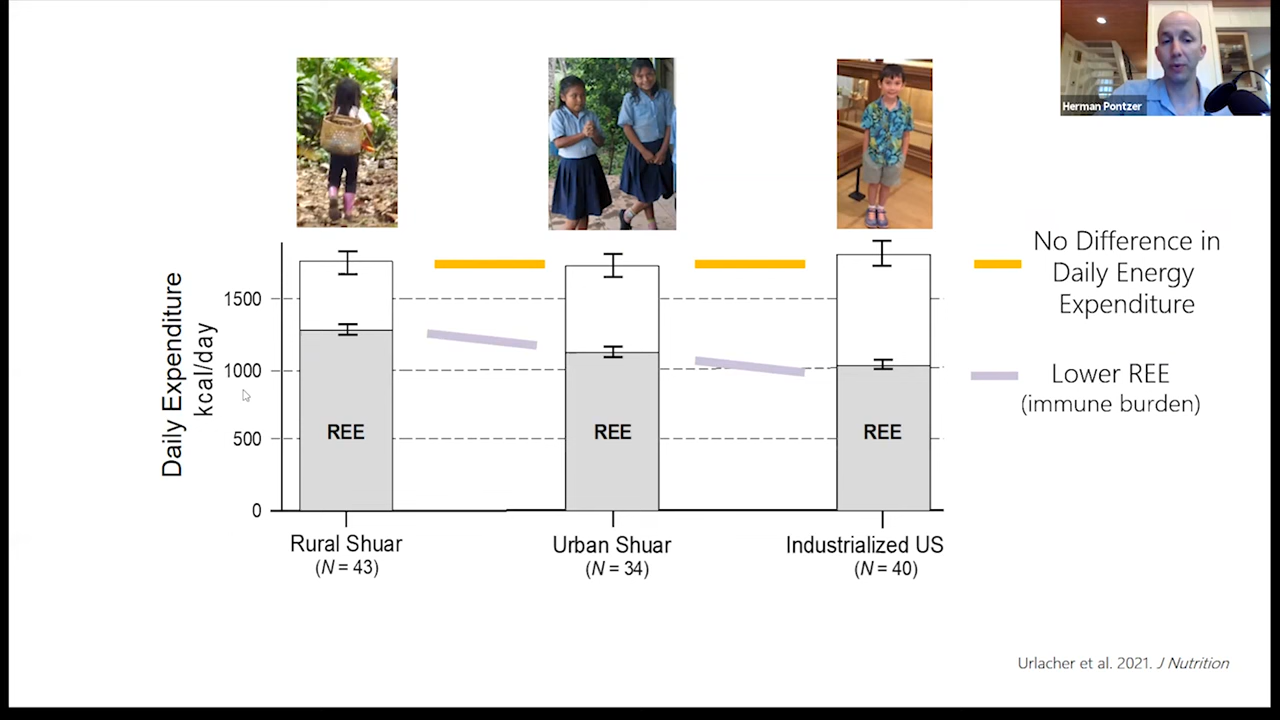 Herman Pontzer
No Difference in
Daily Energy
Expenditure
Lower REE
(immune burden)
Daily Expenditure
kcal/day
1500
1000
500
0
REE
REE
REE
Rural Shuar
(N = 43)
Urban Shuar
(N = 34)
Industrialized US
(N = 40)
Urlacher et al. 2021. J Nutrition